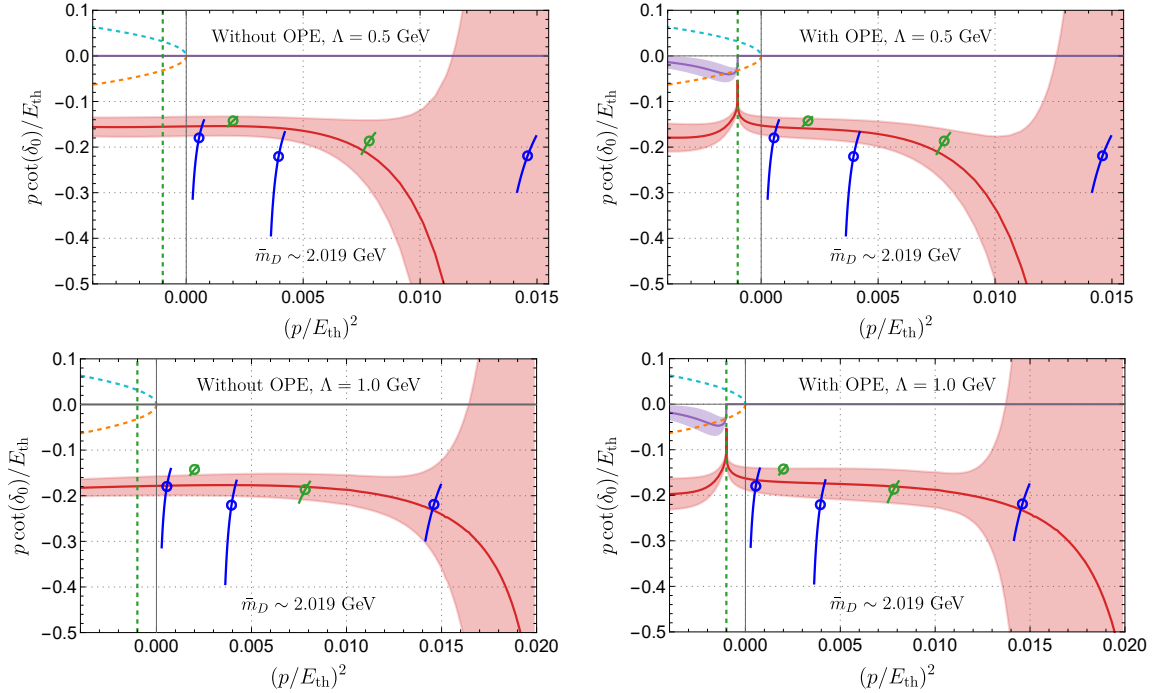 Without OPE, Λ = 0.5 GeV
p cot(δ₀)/E_th
0.1
0.0
−0.1
−0.2
−0.3
−0.4
−0.5
m̄_D ∼ 2.019 GeV
0.000 0.005 0.010 0.015
(p/E_th)²
With OPE, Λ = 0.5 GeV
p cot(δ₀)/E_th
0.1
0.0
−0.1
−0.2
−0.3
−0.4
−0.5
m̄_D ∼ 2.019 GeV
0.000 0.005 0.010 0.015
(p/E_th)²
Without OPE, Λ = 1.0 GeV
p cot(δ₀)/E_th
0.1
0.0
−0.1
−0.2
−0.3
−0.4
−0.5
m̄_D ∼ 2.019 GeV
0.000 0.005 0.010 0.015 0.020
(p/E_th)²
With OPE, Λ = 1.0 GeV
p cot(δ₀)/E_th
0.1
0.0
−0.1
−0.2
−0.3
−0.4
−0.5
m̄_D ∼ 2.019 GeV
0.000 0.005 0.010 0.015 0.020
(p/E_th)²